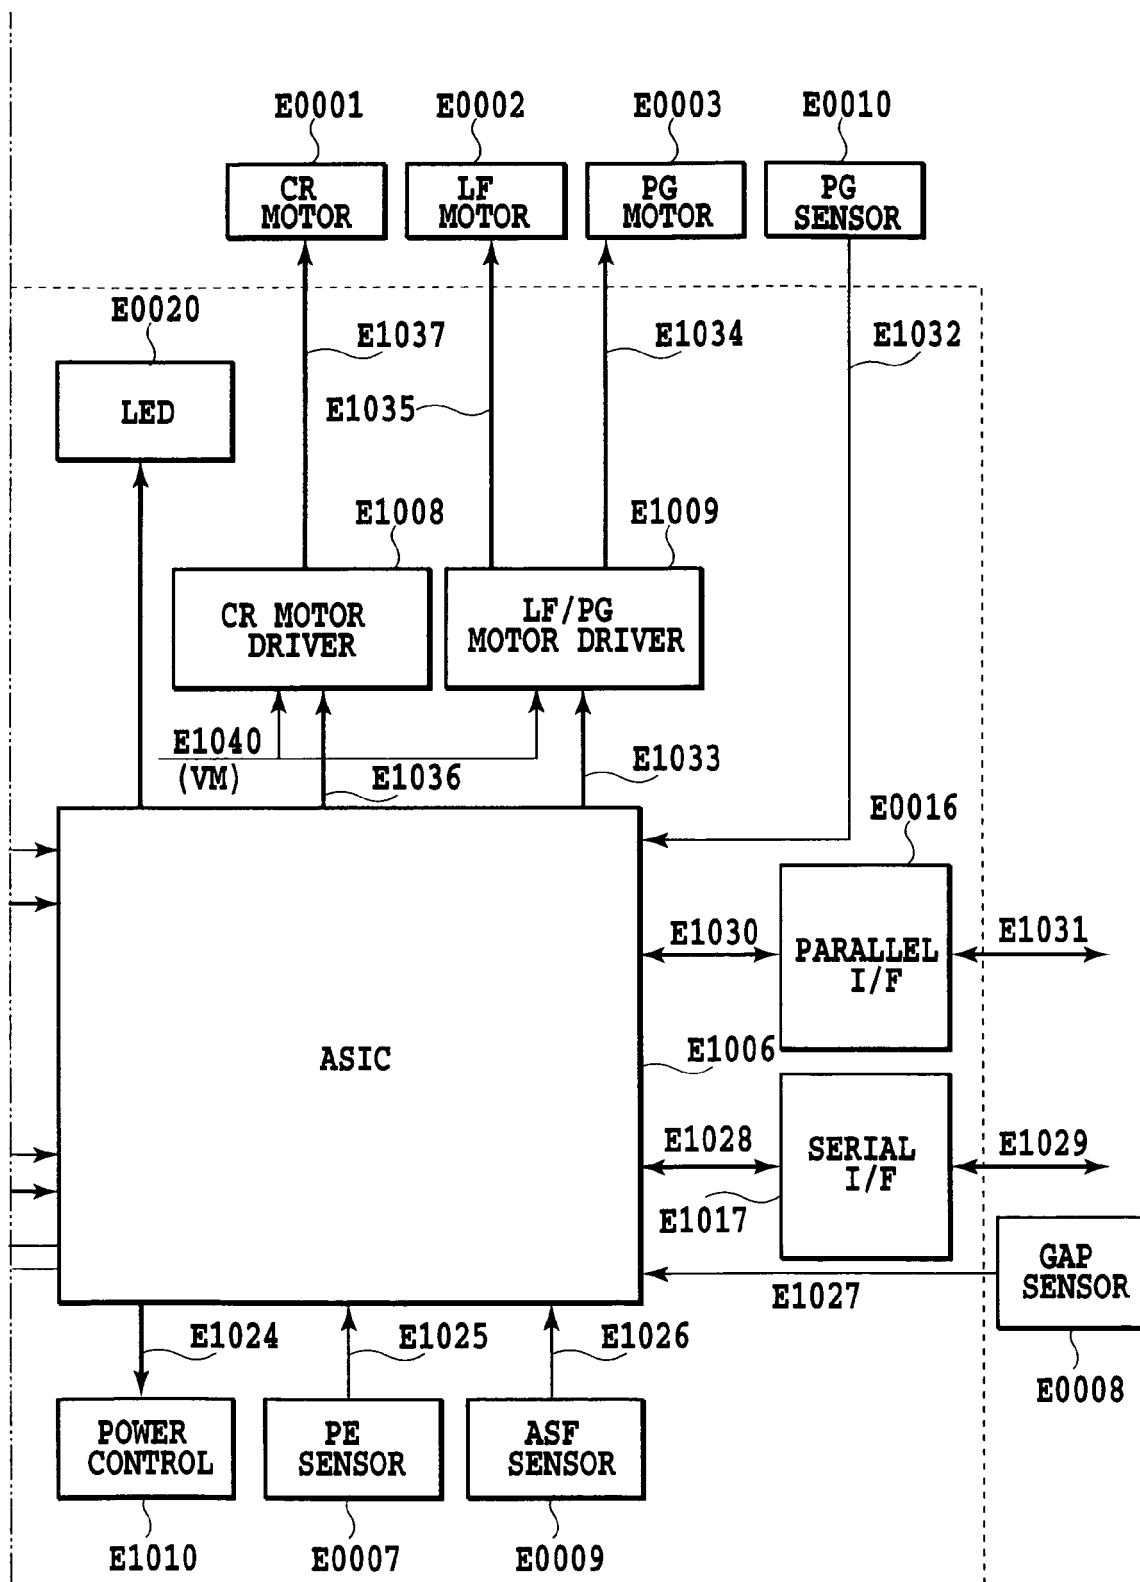 E0001 E0002 E0003 E0010
CR
MOTOR
LF
MOTOR
PG
MOTOR
PG
SENSOR
E0020
E1037
E1034
E1032
LED
E1035
E1008
E1009
CR MOTOR
DRIVER
LF/PG
MOTOR DRIVER
E1040
(VM)
E1036
E1033
E0016
E1030
PARALLEL
I/F
E1031
ASIC
E1006
E1028
SERIAL
I/F
E1029
E1017
GAP
SENSOR
E1027
E1024
E1025
E1026
E0008
POWER
CONTROL
PE
SENSOR
ASF
SENSOR
E1010
E0007
E0009